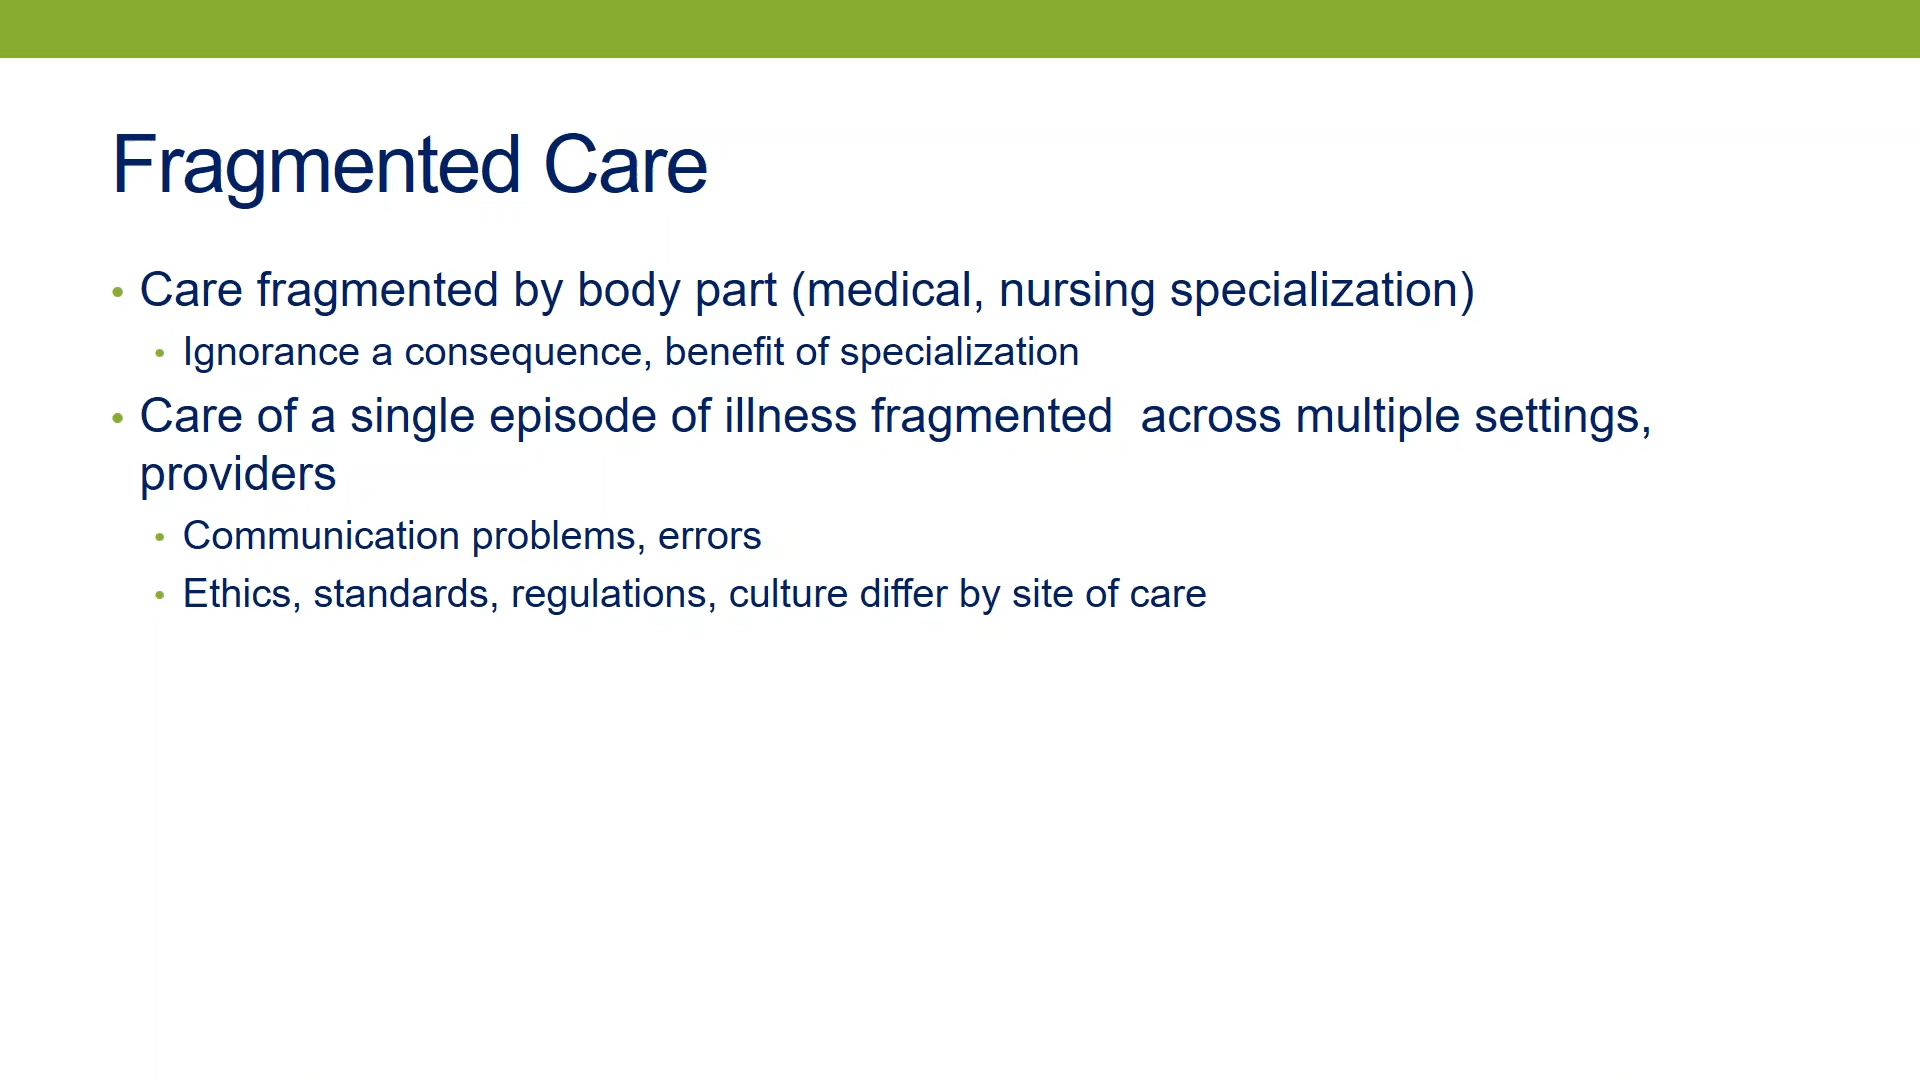 Fragmented Care
• Care fragmented by body part (medical, nursing specialization)
• Ignorance a consequence, benefit of specialization
• Care of a single episode of illness fragmented  across multiple settings,
providers
• Communication problems, errors
• Ethics, standards, regulations, culture differ by site of care